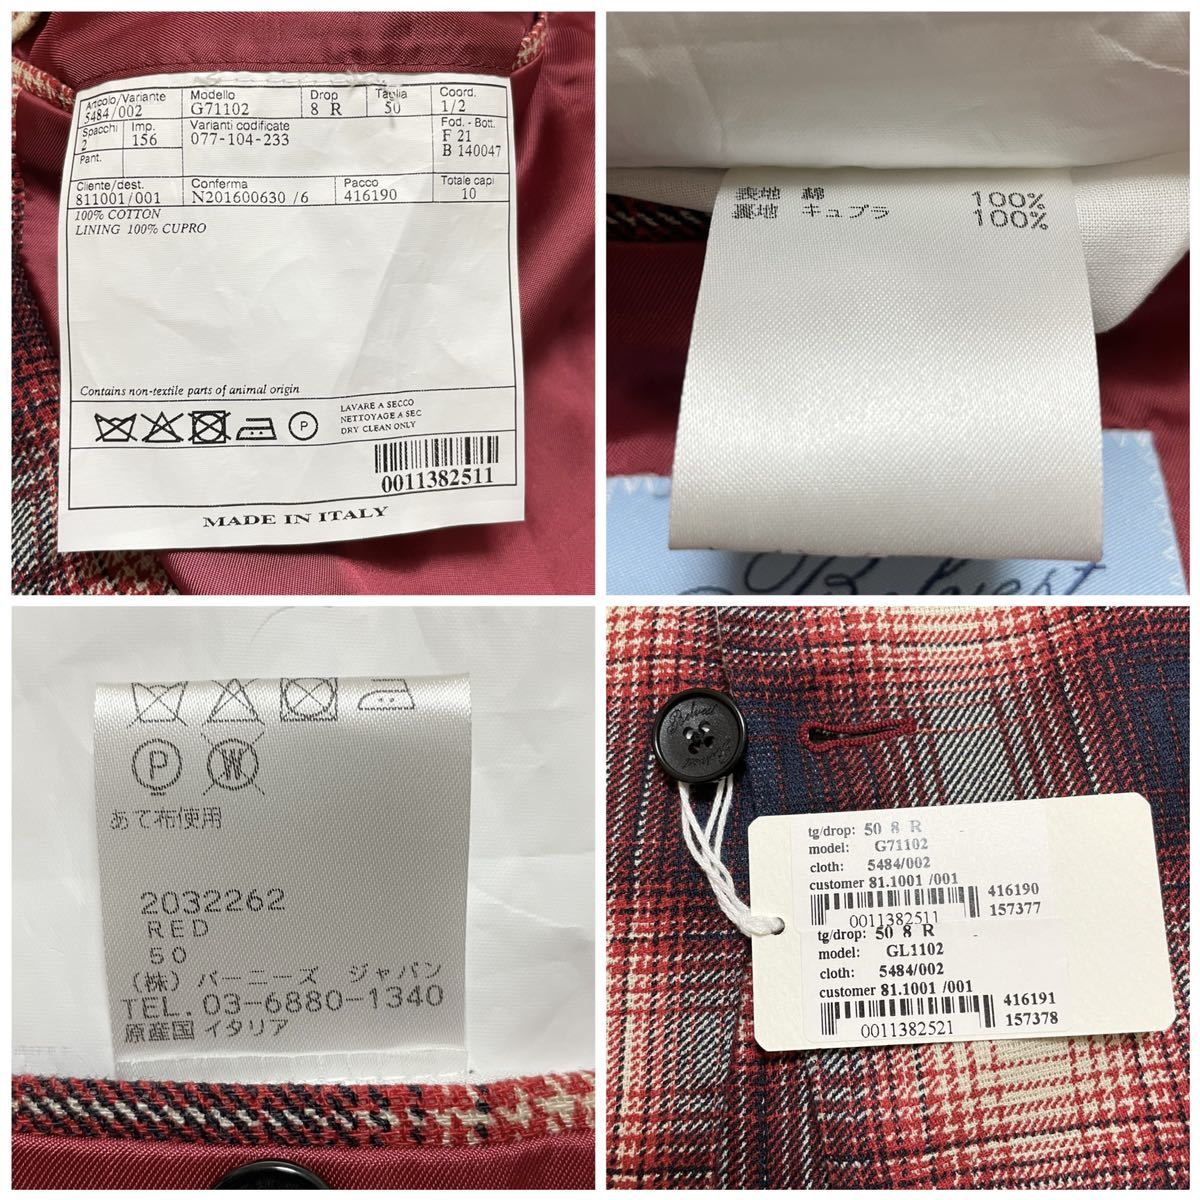 Articolo/Variante Modello Drop Taglia Coord.
5484/002 G71102 8 R 50 1/2
Spacchi Imp. Varianti codificate Fod. - Bott.
2 156 077-104-233 F 21
Pant. B 140047
Cliente/dest. Conferma Pacco Totale capi
811001/001 N201600630 /6 416190 10
100% COTTON
LINING 100% CUPRO
Contains non-textile parts of animal origin
LAVARE A SECCO
NETTOYAGE A SEC
DRY CLEAN ONLY
P
0011382511
MADE IN ITALY
表地 綿 100%
裏地 キュプラ 100%
P W
あて布使用
2032262
RED
50
(株) バーニーズ ジャパン
TEL. 03-6880-1340
原産国 イタリア
tg/drop: 50 8 R
model: G71102
cloth: 5484/002
customer 81.1001 /001
416190
0011382511 157377
tg/drop: 50 8 R
model: GL1102
cloth: 5484/002
customer 81.1001 /001
416191
0011382521 157378